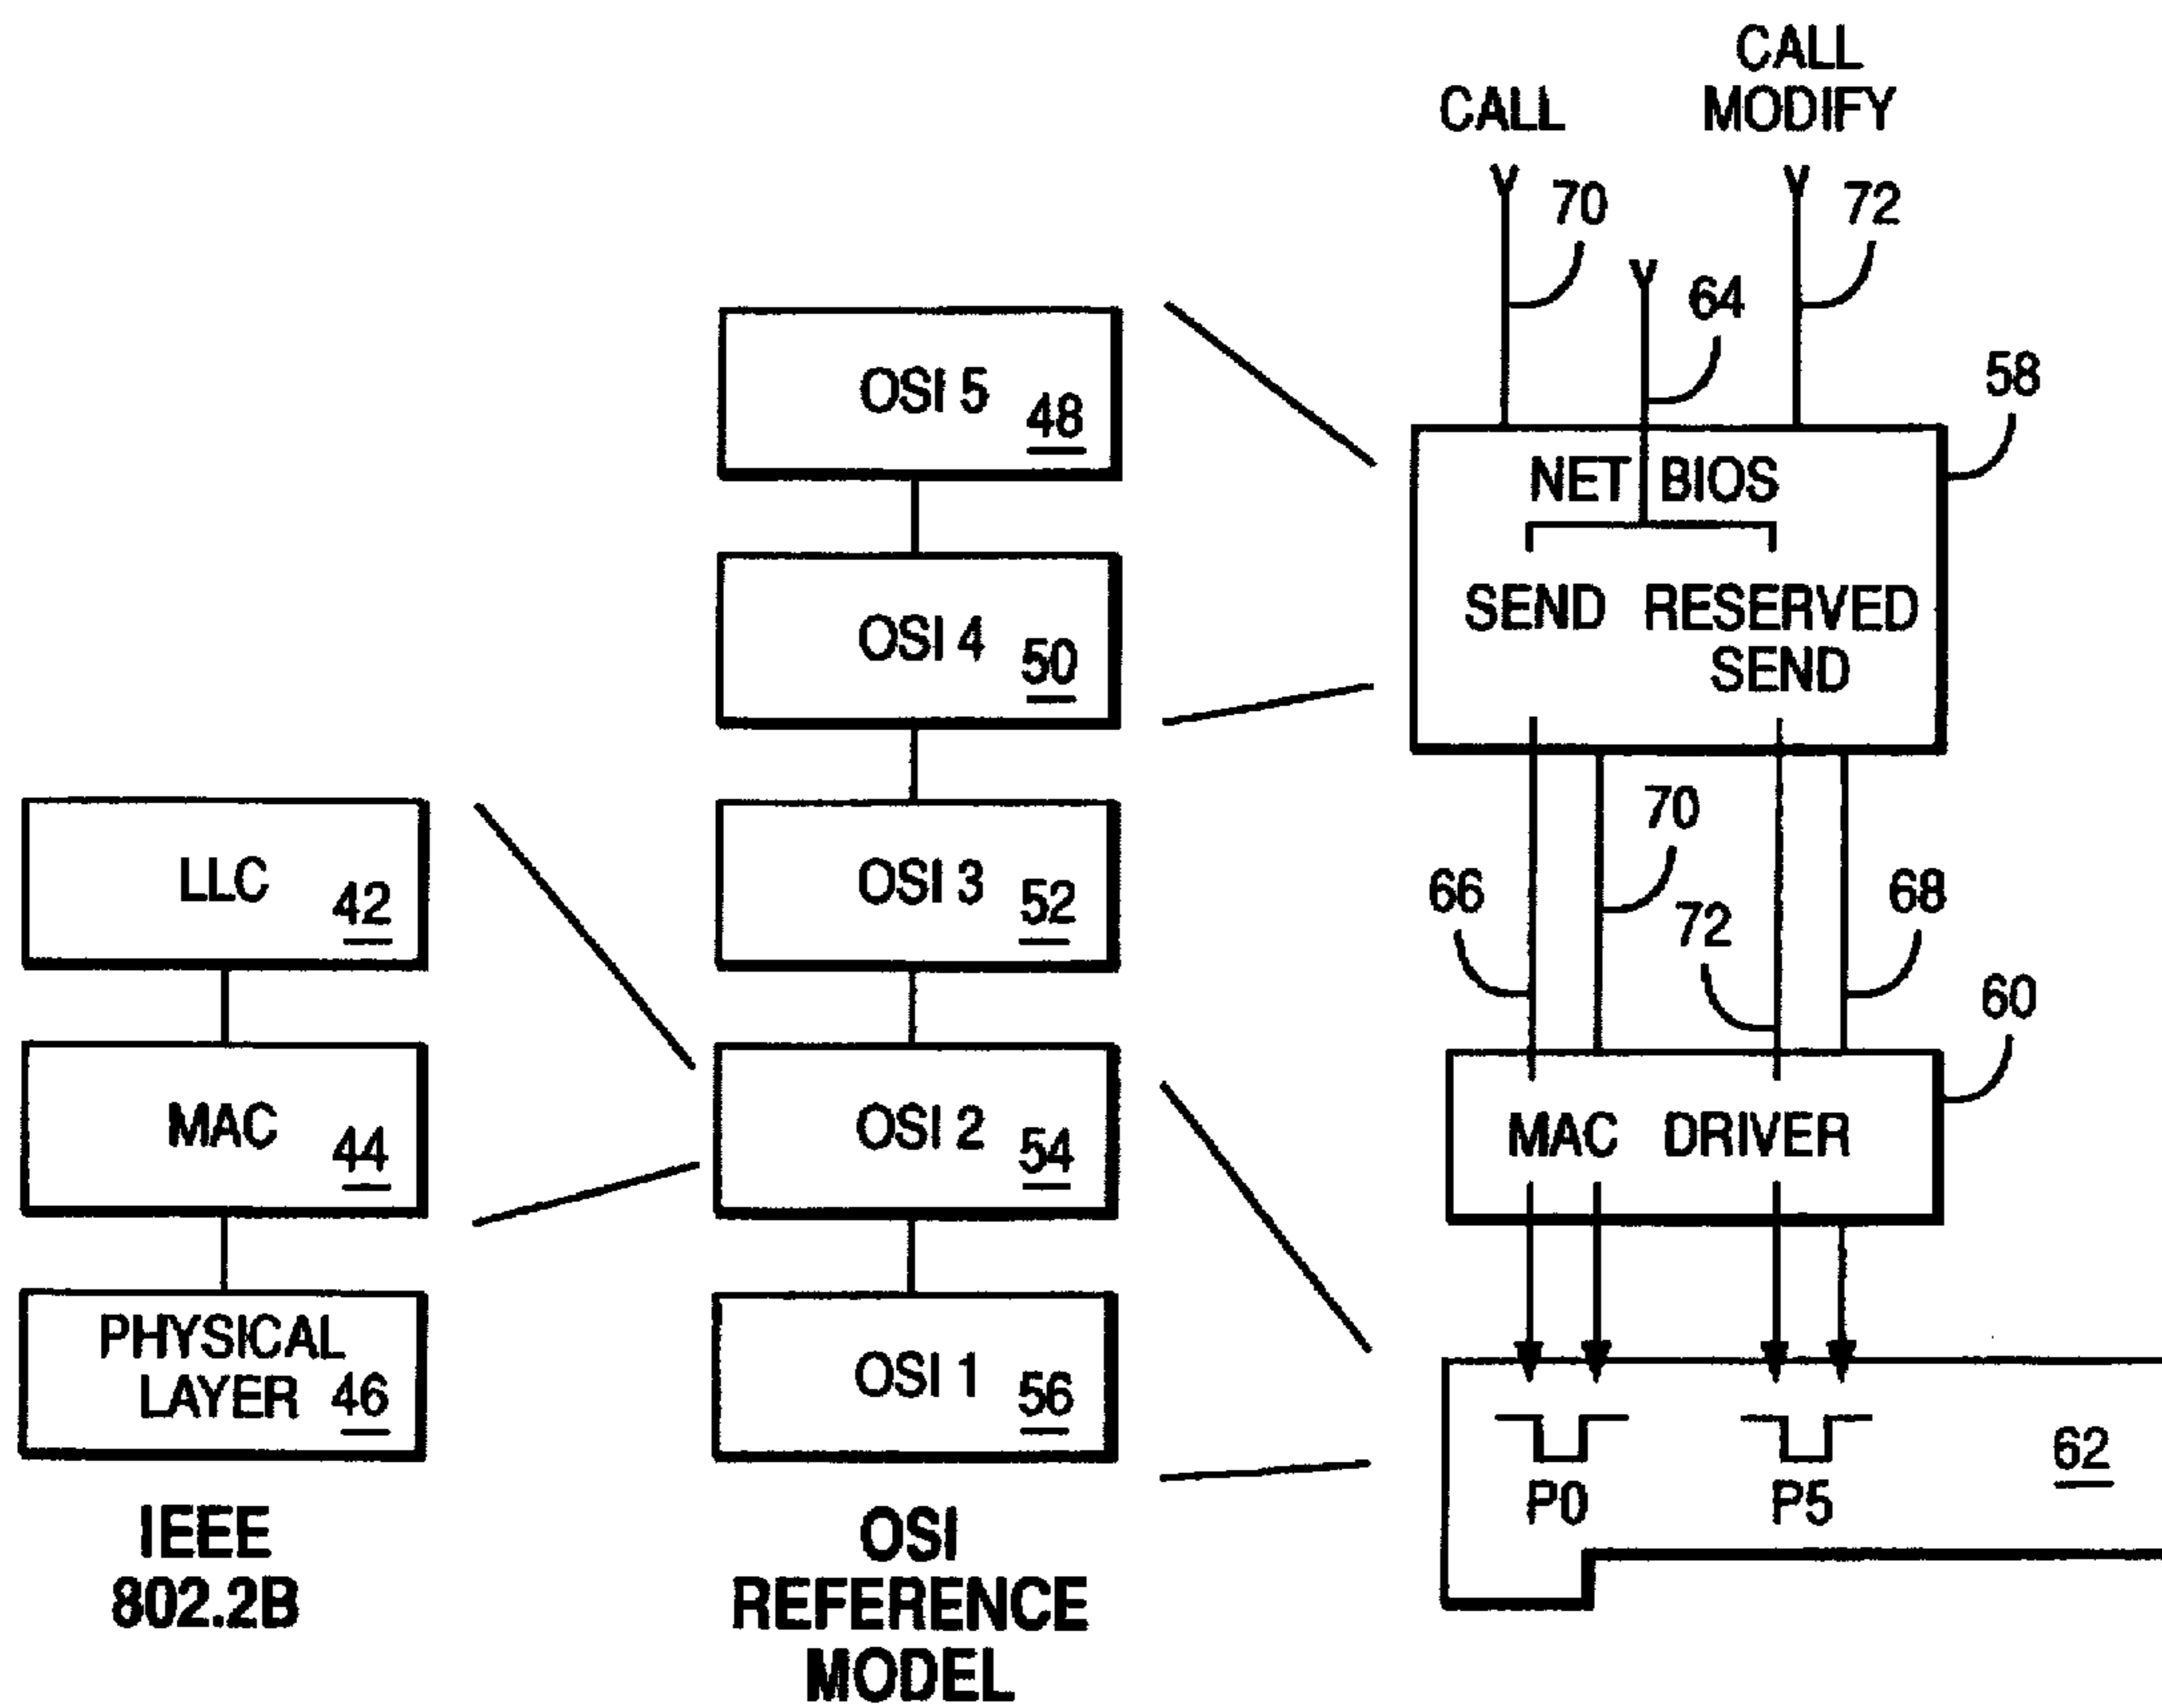 CALL
CALL
MODIFY
70
72
64
58
OSI 5
48
NET BIOS
SEND
RESERVED
SEND
OSI 4
50
70
LLC
42
OSI 3
52
66
72
68
60
MAC
44
OSI 2
54
MAC DRIVER
PHYSICAL
LAYER
46
OSI 1
56
62
P0
P5
IEEE
802.2B
OSI
REFERENCE
MODEL